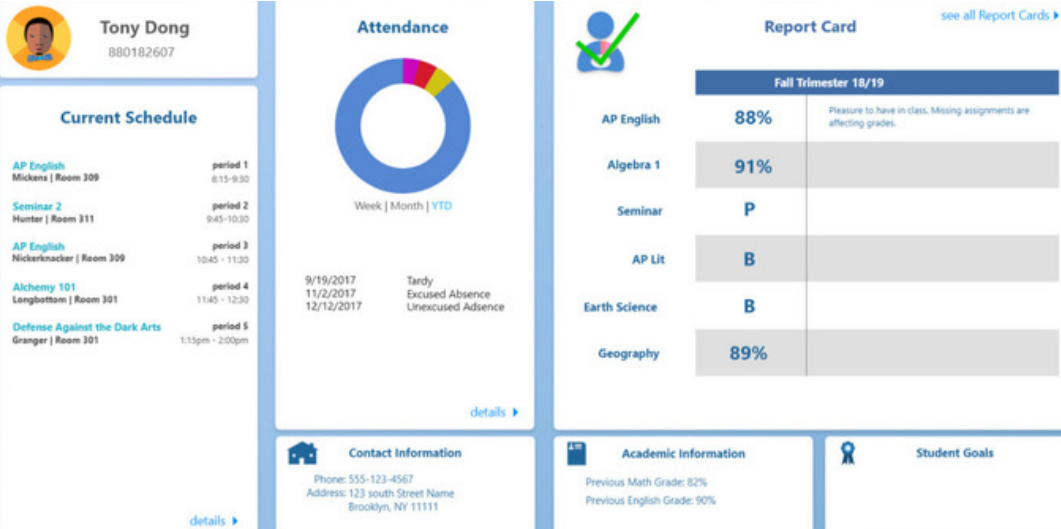 Tony Dong
880182607
Current Schedule
AP English period 1
Mickens | Room 309 8:15-9:30
Seminar 2 period 2
Hunter | Room 311 9:45-10:30
AP English period 3
Nickerknacker | Room 309 10:45 - 11:30
Alchemy 101 period 4
Longbottom | Room 301 11:45 - 12:30
Defense Against the Dark Arts period 5
Granger | Room 301 1:15pm - 2:00pm
details
Attendance
Week | Month | YTD
9/19/2017 Tardy
11/2/2017 Excused Absence
12/12/2017 Unexcused Adsence
details
Report Card
see all Report Cards
Fall Trimester 18/19
AP English 88% Pleasure to have in class. Missing assignments are
affecting grades.
Algebra 1 91%
Seminar P
AP Lit B
Earth Science B
Geography 89%
Contact Information
Phone: 555-123-4567
Address: 123 south Street Name
Brooklyn, NY 11111
Academic Information
Previous Math Grade: 82%
Previous English Grade: 90%
Student Goals